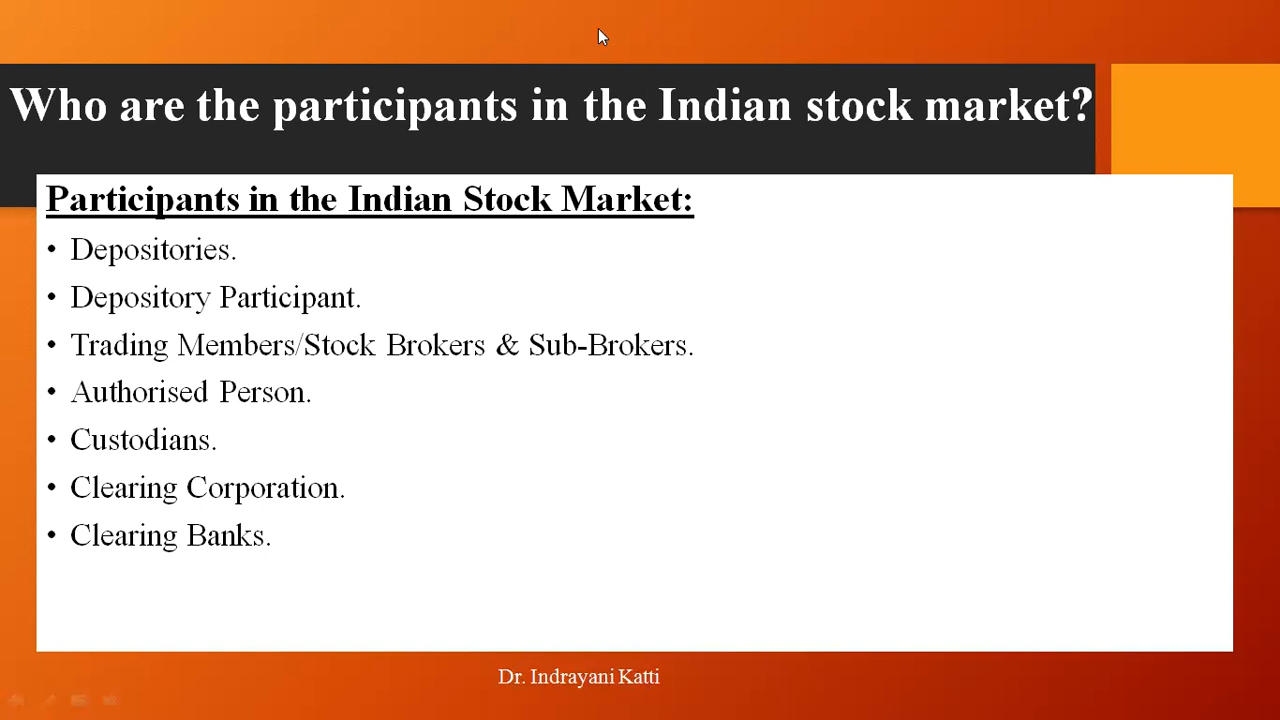 Who are the participants in the Indian stock market?
Participants in the Indian Stock Market:
• Depositories.
• Depository Participant.
• Trading Members/Stock Brokers & Sub-Brokers.
• Authorised Person.
• Custodians.
• Clearing Corporation.
• Clearing Banks.
Dr. Indrayani Katti